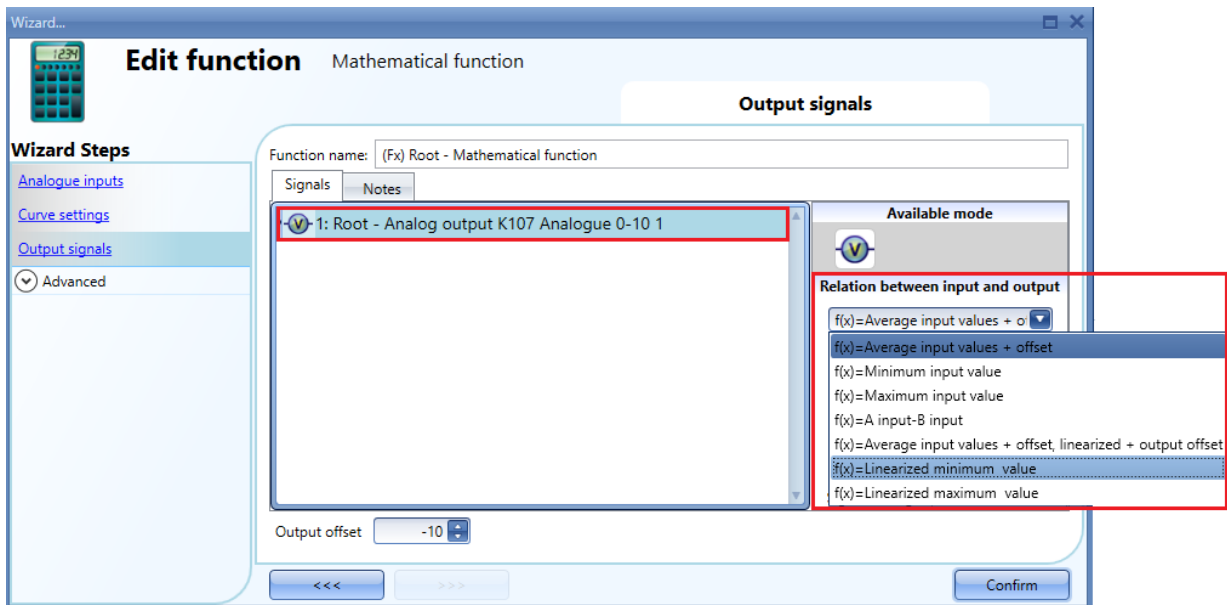 Wizard...
1234
Edit function Mathematical function
Output signals
Wizard Steps
Analogue inputs
Curve settings
Output signals
Advanced
Function name: (Fx) Root - Mathematical function
Signals Notes
V 1: Root - Analog output K107 Analogue 0-10 1
Available mode
V
Relation between input and output
f(x)=Average input values + o
f(x)=Average input values + offset
f(x)=Minimum input value
f(x)=Maximum input value
f(x)=A input-B input
f(x)=Average input values + offset, linearized + output offset
f(x)=Linearized minimum  value
f(x)=Linearized maximum  value
Output offset -10
<<< >>> Confirm